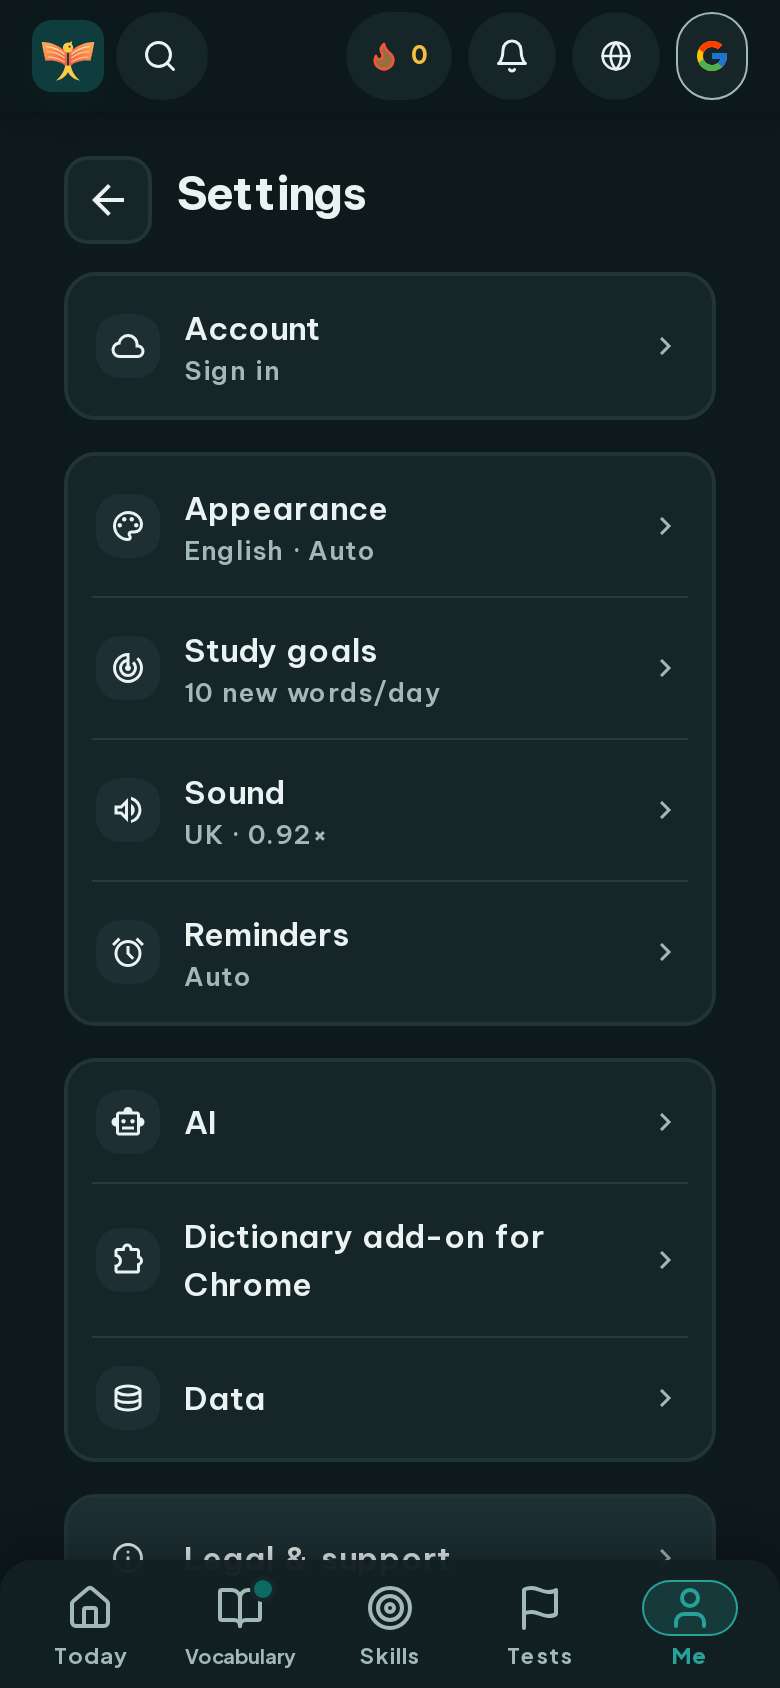 0
Settings
Account
Sign in
Appearance
English · Auto
Study goals
10 new words/day
Sound
UK · 0.92×
Reminders
Auto
AI
Dictionary add-on for
Chrome
Data
Legal & support
Today
Vocabulary
Skills
Tests
Me